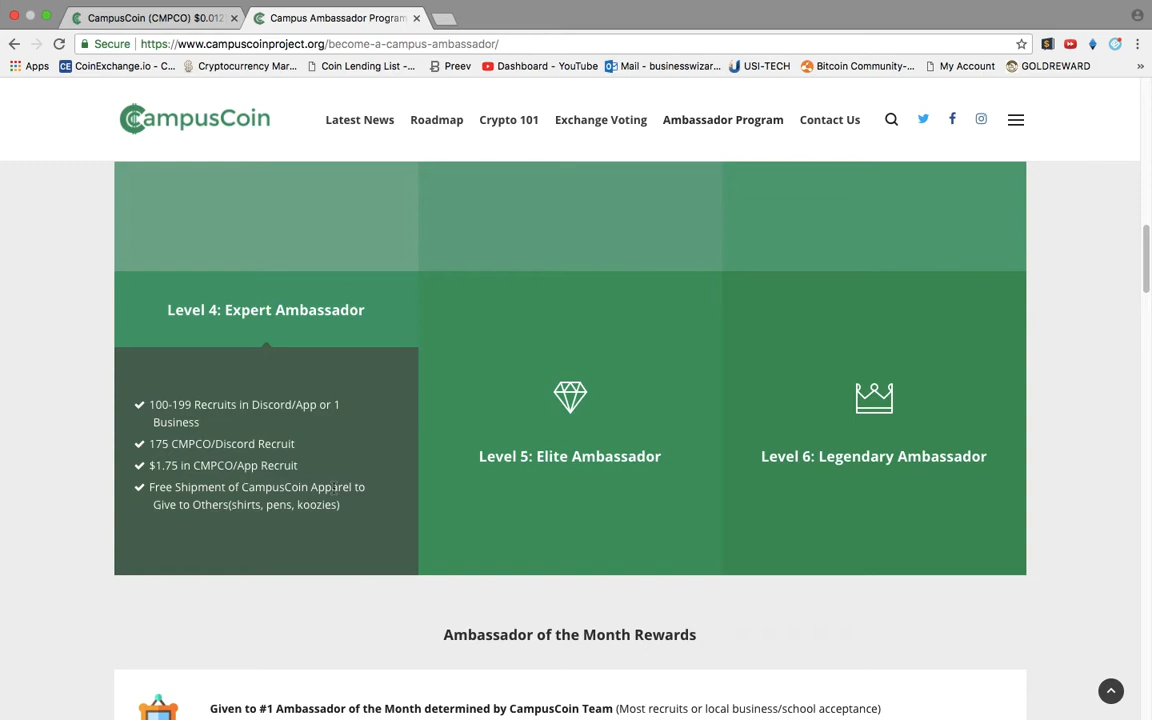 CampusCoin (CMPCO) $0.012
Campus Ambassador Program
Secure
https://www.campuscoinproject.org/become-a-campus-ambassador/
Apps
CoinExchange.io - C...
Cryptocurrency Mar...
Coin Lending List -...
Preev
Dashboard - YouTube
Mail - businesswizar...
USI-TECH
Bitcoin Community-...
My Account
GOLDREWARD
»
CampusCoin
Latest News
Roadmap
Crypto 101
Exchange Voting
Ambassador Program
Contact Us
Level 4: Expert Ambassador
100-199 Recruits in Discord/App or 1
Business
175 CMPCO/Discord Recruit
$1.75 in CMPCO/App Recruit
Free Shipment of CampusCoin Apparel to
Give to Others(shirts, pens, koozies)
Level 5: Elite Ambassador
Level 6: Legendary Ambassador
Ambassador of the Month Rewards
Given to #1 Ambassador of the Month determined by CampusCoin Team (Most recruits or local business/school acceptance)